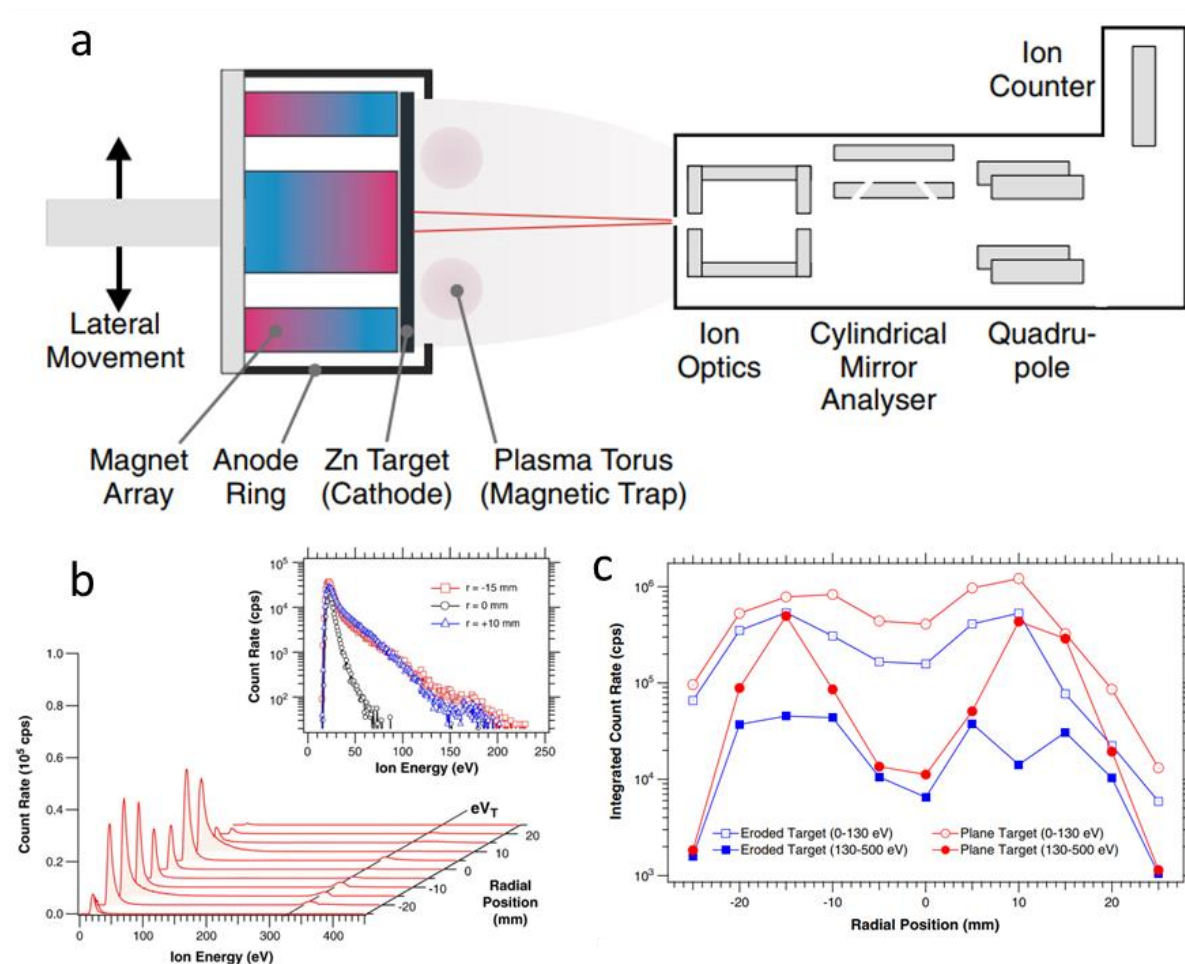 a
Ion
Counter
Lateral
Movement
Ion
Optics
Cylindrical
Mirror
Analyser
Quadru-
pole
Magnet
Array
Anode
Ring
Zn Target
(Cathode)
Plasma Torus
(Magnetic Trap)
b
Count Rate (cps)
10⁵
10⁴
10³
10²
r = -15 mm
r = 0 mm
r = +10 mm
0 50 100 150 200 250
Ion Energy (eV)
Count Rate (10⁵ cps)
1.0
0.8
0.6
0.4
0.2
0.0
eVT
20
10
0
-10
-20
Radial
Position
(mm)
0 100 200 300 400
Ion Energy (eV)
c
Integrated Count Rate (cps)
10⁶
10⁵
10⁴
10³
Eroded Target (0-130 eV)
Plane Target (0-130 eV)
Eroded Target (130-500 eV)
Plane Target (130-500 eV)
-20 -10 0 10 20
Radial Position (mm)